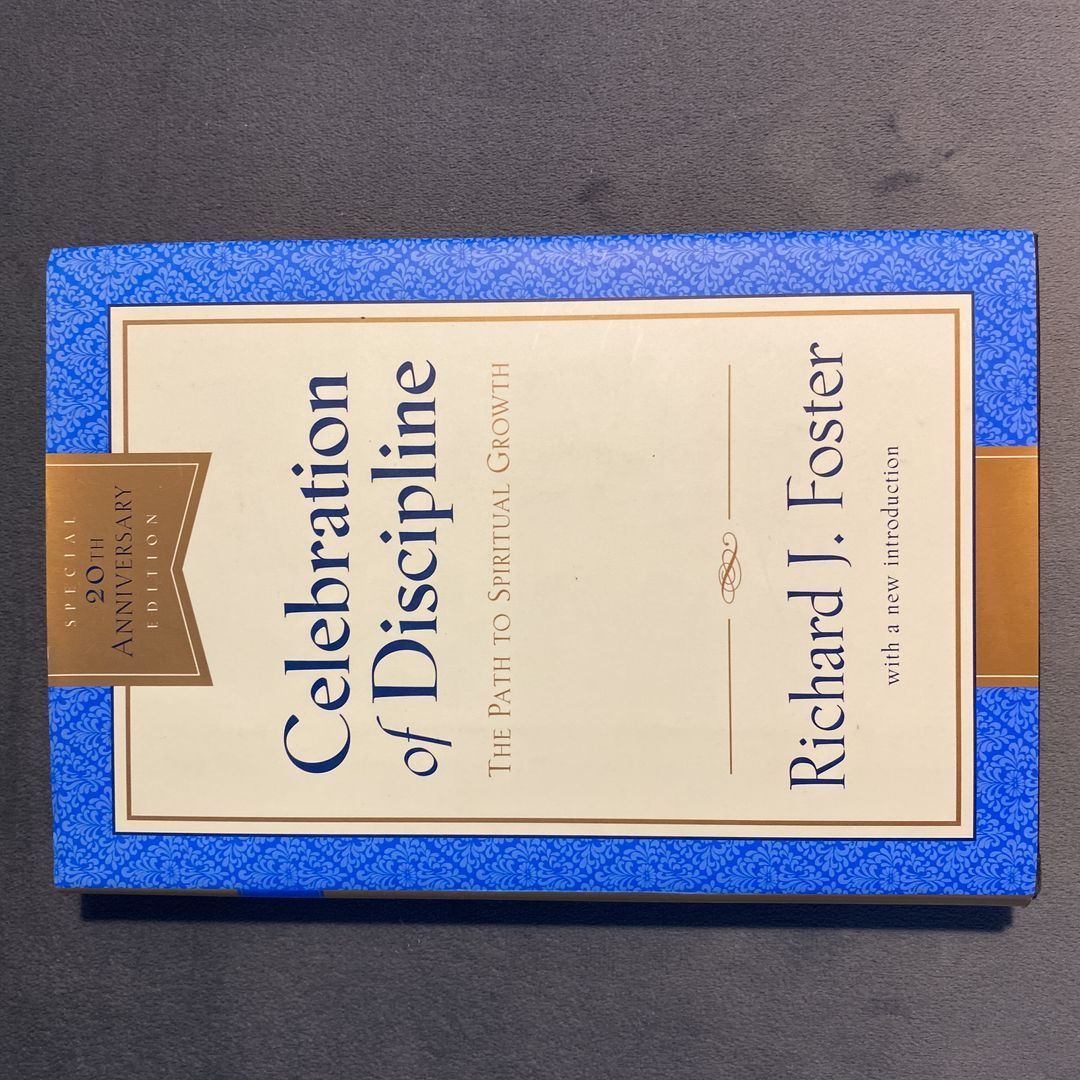 SPECIAL
20TH
ANNIVERSARY
EDITION
Celebration
of Discipline
THE PATH TO SPIRITUAL GROWTH
Richard J. Foster
with a new introduction